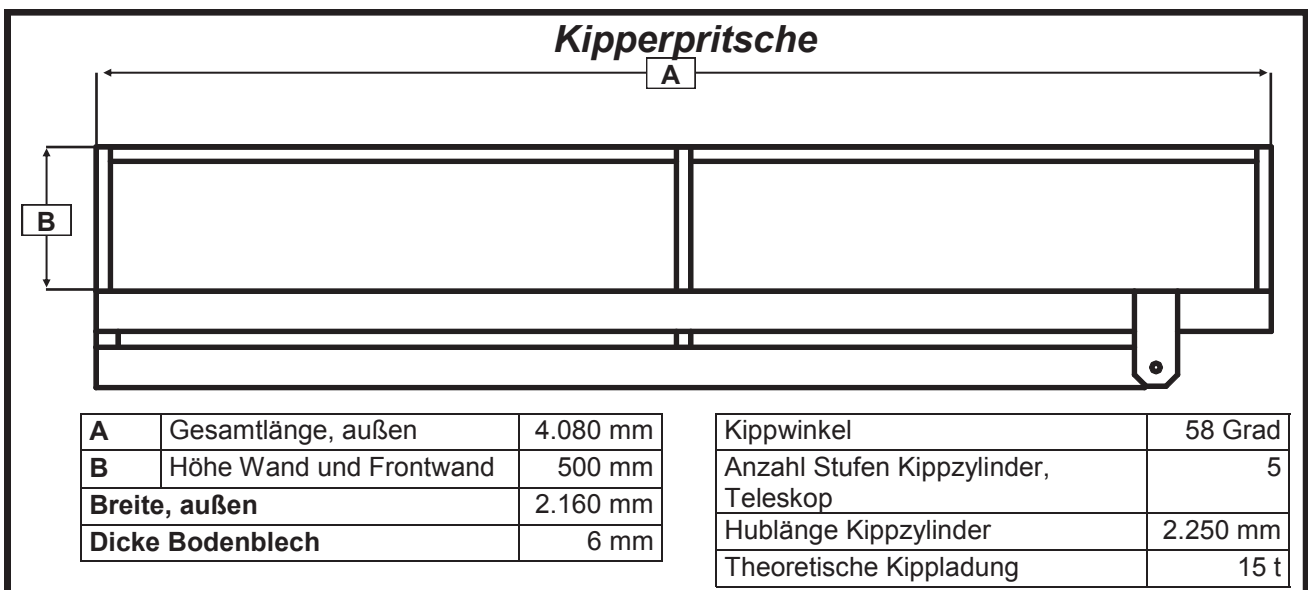 Kipperpritsche
A
B
A Gesamtlänge, außen 4.080 mm
B Höhe Wand und Frontwand 500 mm
Breite, außen 2.160 mm
Dicke Bodenblech 6 mm
Kippwinkel 58 Grad
Anzahl Stufen Kippzylinder, 5
Teleskop
Hublänge Kippzylinder 2.250 mm
Theoretische Kippladung 15 t